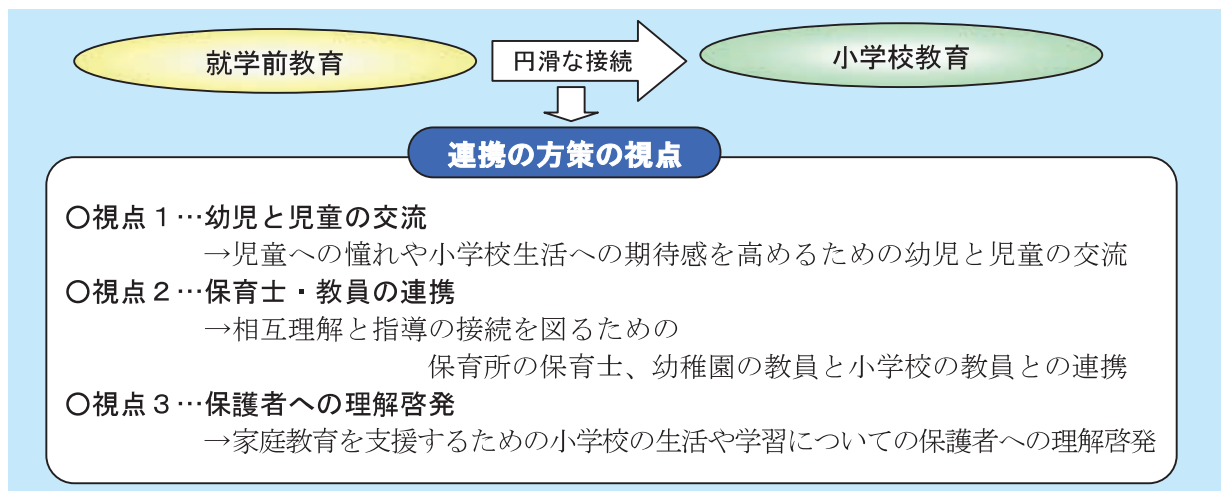 就学前教育
円滑な接続
小学校教育
連携の方策の視点
○視点１…幼児と児童の交流
→児童への憧れや小学校生活への期待感を高めるための幼児と児童の交流
○視点２…保育士・教員の連携
→相互理解と指導の接続を図るための
保育所の保育士、幼稚園の教員と小学校の教員との連携
○視点３…保護者への理解啓発
→家庭教育を支援するための小学校の生活や学習についての保護者への理解啓発